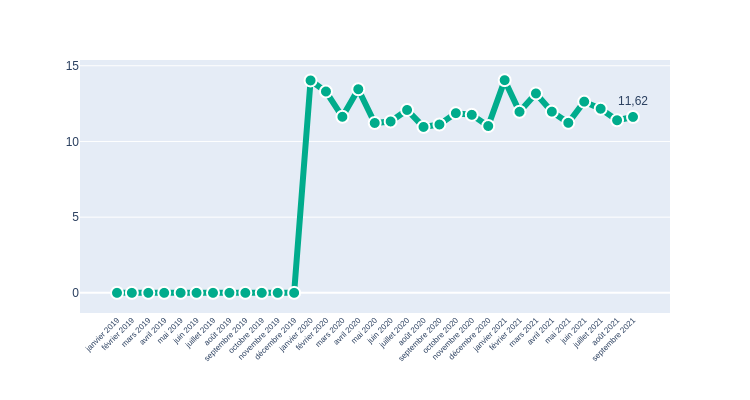 15
11,62
10
5
0
janvier 2019
février 2019
mars 2019
avril 2019
mai 2019
juin 2019
juillet 2019
août 2019
septembre 2019
octobre 2019
novembre 2019
décembre 2019
janvier 2020
février 2020
mars 2020
avril 2020
mai 2020
juin 2020
juillet 2020
août 2020
septembre 2020
octobre 2020
novembre 2020
décembre 2020
janvier 2021
février 2021
mars 2021
avril 2021
mai 2021
juin 2021
juillet 2021
août 2021
septembre 2021